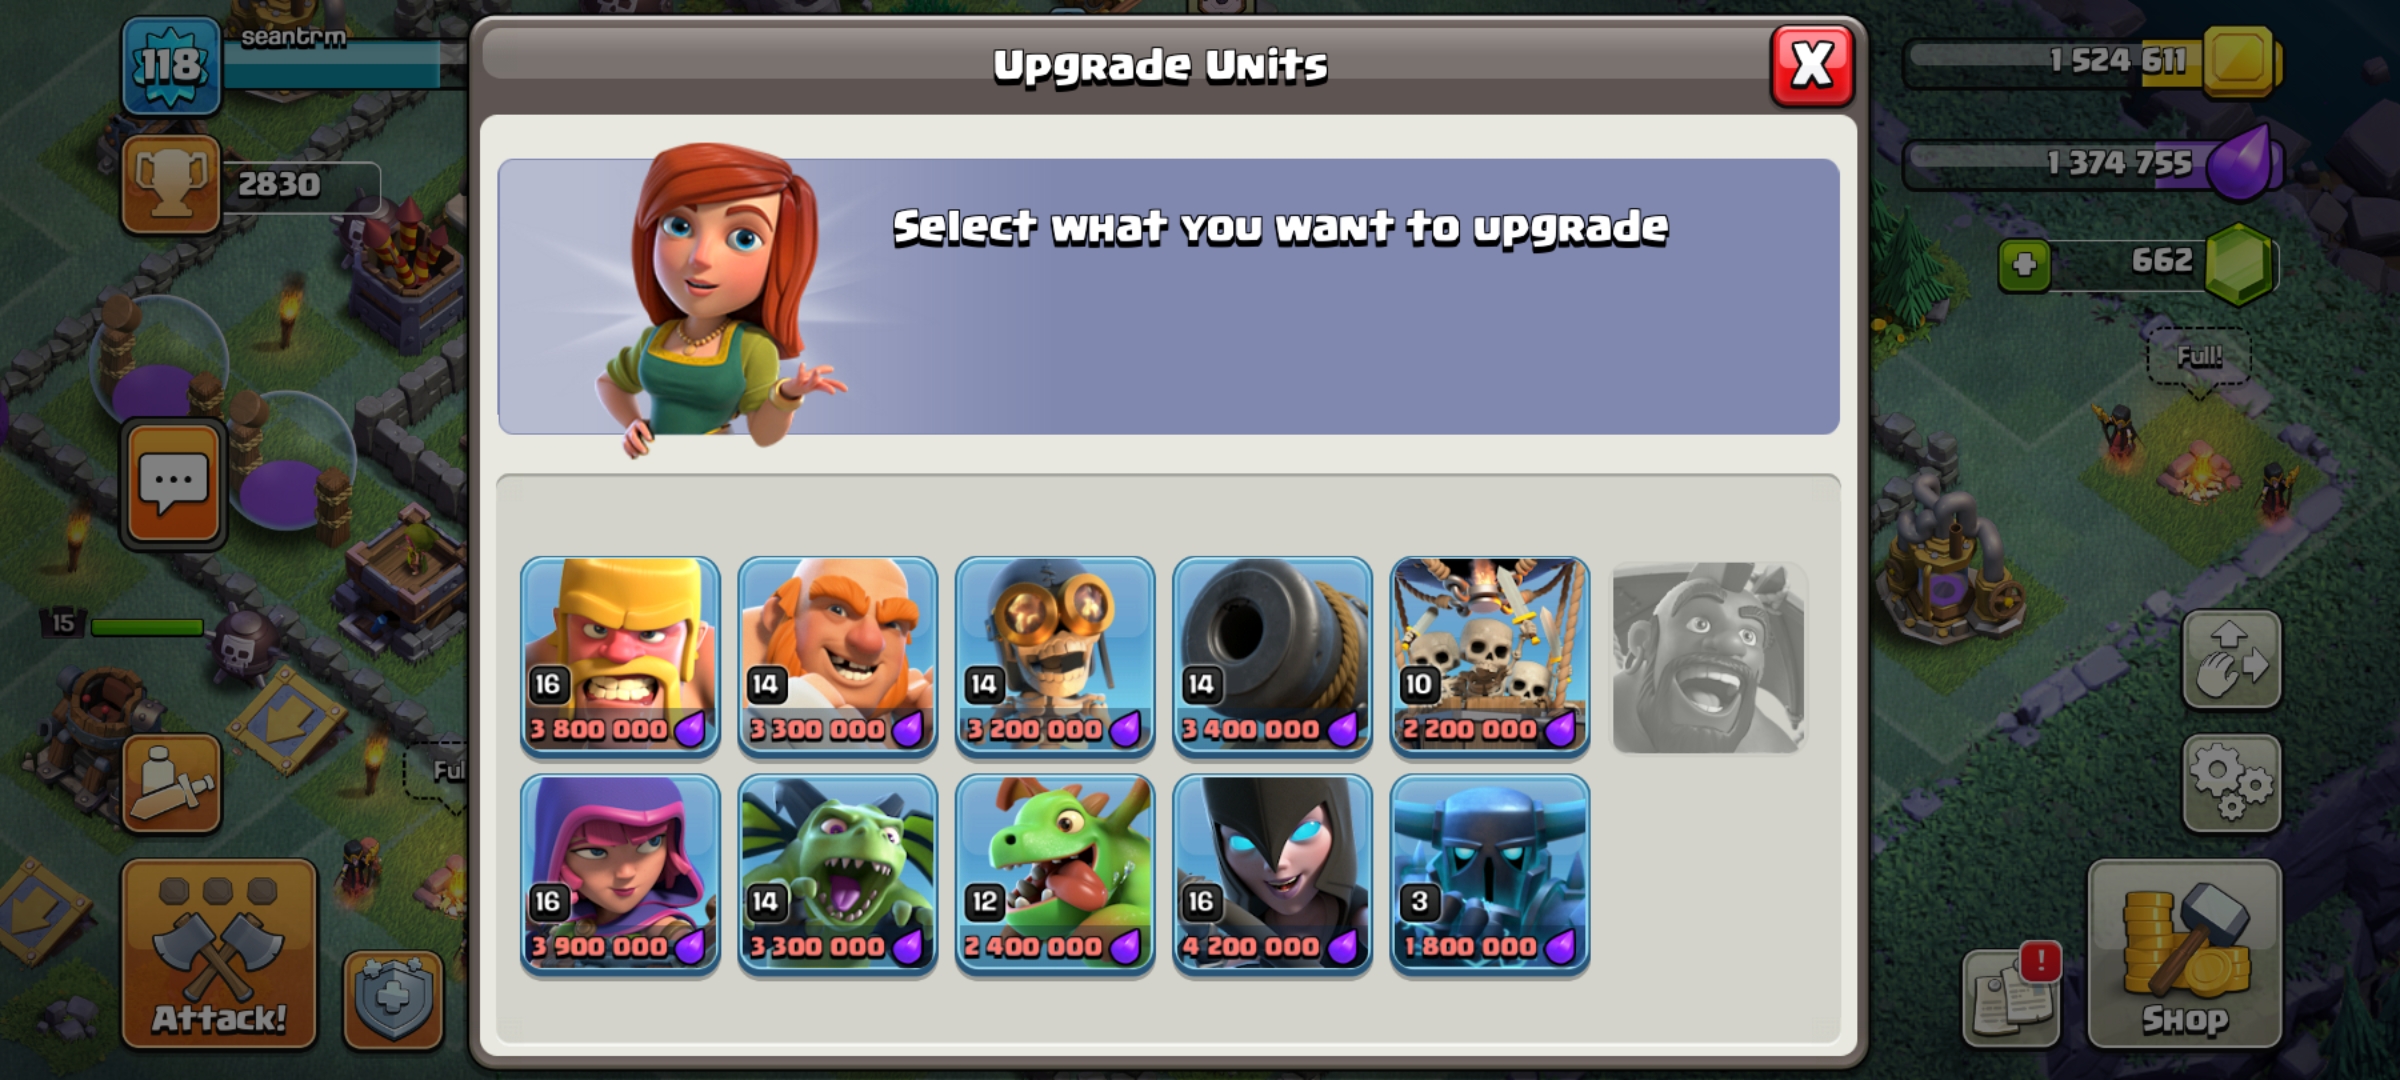 118
seantrm
2830
Upgrade Units
X
1 524 611
1 374 755
662
Full!
Select what you want to upgrade
15
Ful
16
3 800 000
14
3 300 000
14
3 200 000
14
3 400 000
10
2 200 000
16
3 900 000
14
3 300 000
12
2 400 000
16
4 200 000
3
1 800 000
Attack!
!
Shop